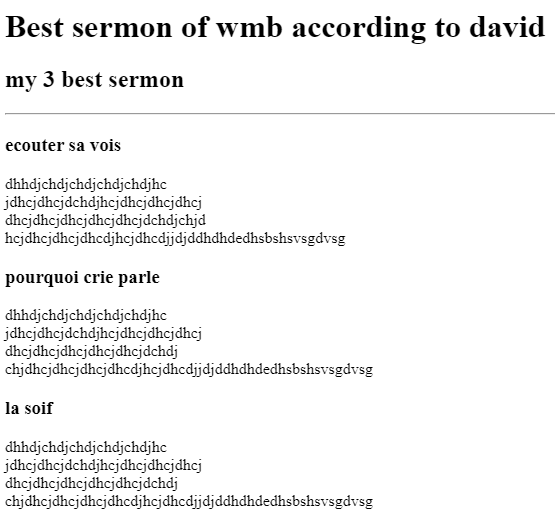 Best sermon of wmb according to david
my 3 best sermon
ecouter sa vois
dhhdjchdjchdjchdjchdjhc
jdhcjdhcjdchdjhcjdhcjdhcjdhcj
dhcjdhcjdhcjdhcjdhcjdchdjchjd
hcjdhcjdhcjdhcdjhcjdhcdjjdjddhdhdedhsbshsvsgdvsg
pourquoi crie parle
dhhdjchdjchdjchdjchdjhc
jdhcjdhcjdchdjhcjdhcjdhcjdhcj
dhcjdhcjdhcjdhcjdhcjdchdj
chjdhcjdhcjdhcjdhcdjhcjdhcdjjdjddhdhdedhsbshsvsgdvsg
la soif
dhhdjchdjchdjchdjchdjhc
jdhcjdhcjdchdjhcjdhcjdhcjdhcj
dhcjdhcjdhcjdhcjdhcjdchdj
chjdhcjdhcjdhcjdhcdjhcjdhcdjjdjddhdhdedhsbshsvsgdvsg